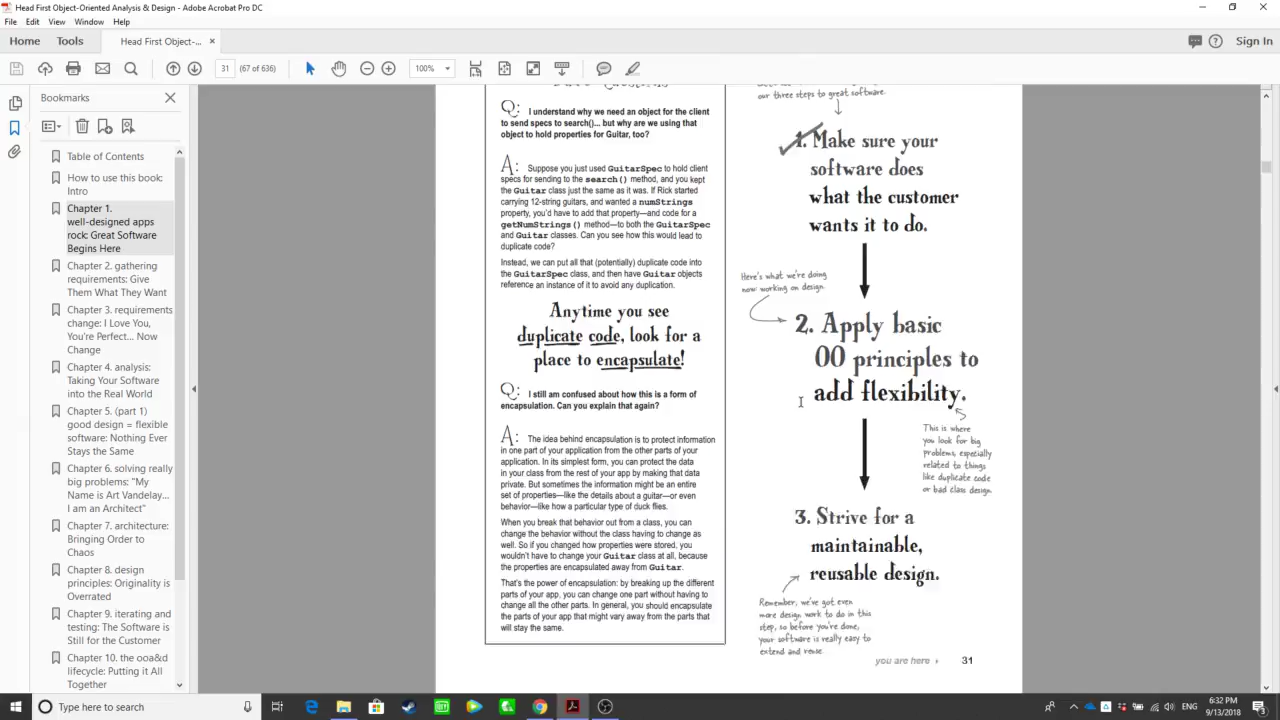 Head First Object-Oriented Analysis & Design - Adobe Acrobat Pro DC
File Edit View Window Help
Home Tools Head First Object-... × Sign In
31 (67 of 636) 100%
Bookmarks
Table of Contents
How to use this book:
Intro
Chapter 1.
well-designed apps
rock: Great Software
Begins Here
Chapter 2. gathering
requirements: Give
Them What They Want
Chapter 3. requirements
change: I Love You,
You're Perfect... Now
Change
Chapter 4. analysis:
Taking Your Software
into the Real World
Chapter 5. (part 1)
good design = flexible
software: Nothing Ever
Stays the Same
Chapter 6. solving really
big problems: "My
Name is Art Vandelay...
I am an Architect"
Chapter 7. architecture:
Bringing Order to
Chaos
Chapter 8. design
principles: Originality is
Overrated
Chapter 9. iterating and
testing: The Software is
Still for the Customer
Chapter 10. the ooa&d
lifecycle: Putting it All
Together
Q: I understand why we need an object for the client
to send specs to search()... but why are we using that
object to hold properties for Guitar, too?
A: Suppose you just used GuitarSpec to hold client
specs for sending to the search() method, and you kept
the Guitar class just the same as it was. If Rick started
carrying 12-string guitars, and wanted a numStrings
property, you'd have to add that property—and code for a
getNumStrings() method—to both the GuitarSpec
and Guitar classes. Can you see how this would lead to
duplicate code?
Instead, we can put all that (potentially) duplicate code into
the GuitarSpec class, and then have Guitar objects
reference an instance of it to avoid any duplication.
Anytime you see
duplicate code, look for a
place to encapsulate!
Q: I still am confused about how this is a form of
encapsulation. Can you explain that again?
A: The idea behind encapsulation is to protect information
in one part of your application from the other parts of your
application. In its simplest form, you can protect the data
in your class from the rest of your app by making that data
private. But sometimes the information might be an entire
set of properties—like the details about a guitar—or even
behavior—like how a particular type of duck flies.
When you break that behavior out from a class, you can
change the behavior without the class having to change as
well. So if you changed how properties were stored, you
wouldn't have to change your Guitar class at all, because
the properties are encapsulated away from Guitar.
That's the power of encapsulation: by breaking up the different
parts of your app, you can change one part without having to
change all the other parts. In general, you should encapsulate
the parts of your app that might vary away from the parts that
will stay the same.
our three steps to great software.
1. Make sure your
software does
what the customer
wants it to do.
Here's what we're doing
now: working on design.
2. Apply basic
OO principles to
add flexibility.
This is where
you look for big
problems, especially
related to things
like duplicate code
or bad class design.
3. Strive for a
maintainable,
reusable design.
Remember, we've got even
more design work to do in this
step, so before you're done,
your software is really easy to
extend and reuse.
you are here 31
Type here to search
ENG
6:32 PM
9/13/2018